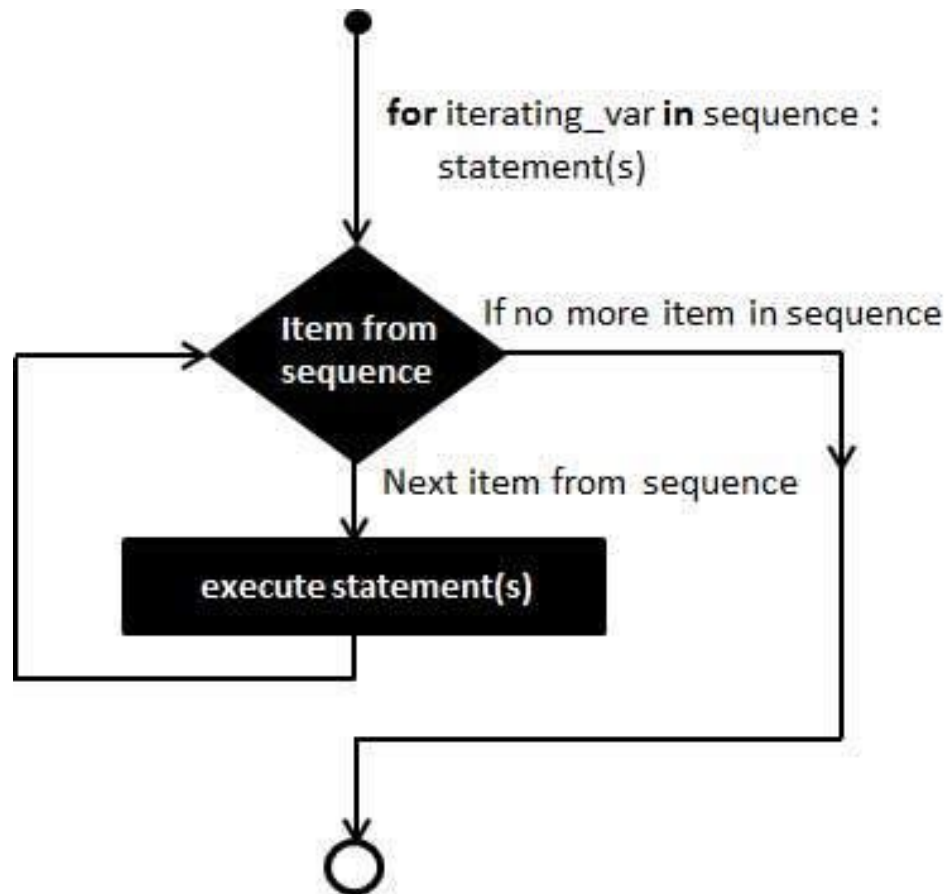 for iterating_var in sequence :
statement(s)
If no more item in sequence
Item from
sequence
Next item from sequence
execute statement(s)